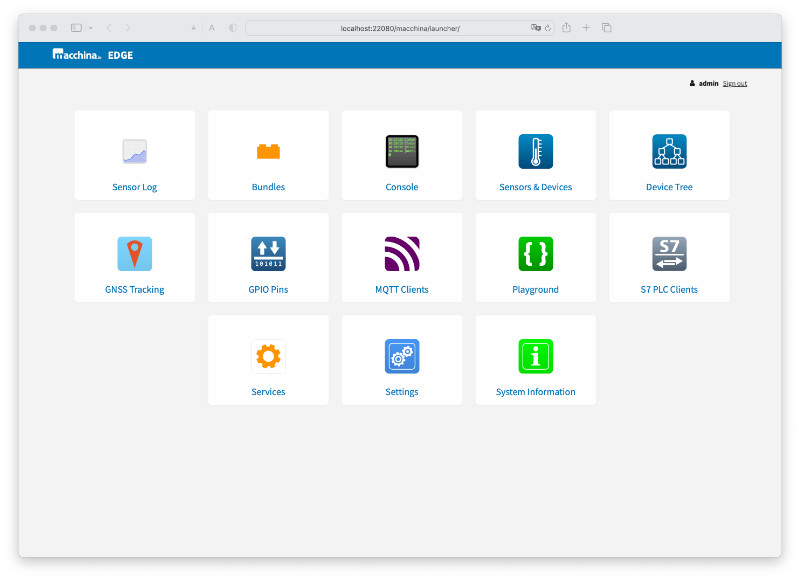 A A localhost:22080/macchina/launcher/
macchina.io EDGE
admin Sign out
Sensor Log Bundles Console Sensors & Devices Device Tree
101011 { } S7
GNSS Tracking GPIO Pins MQTT Clients Playground S7 PLC Clients
i
Services Settings System Information